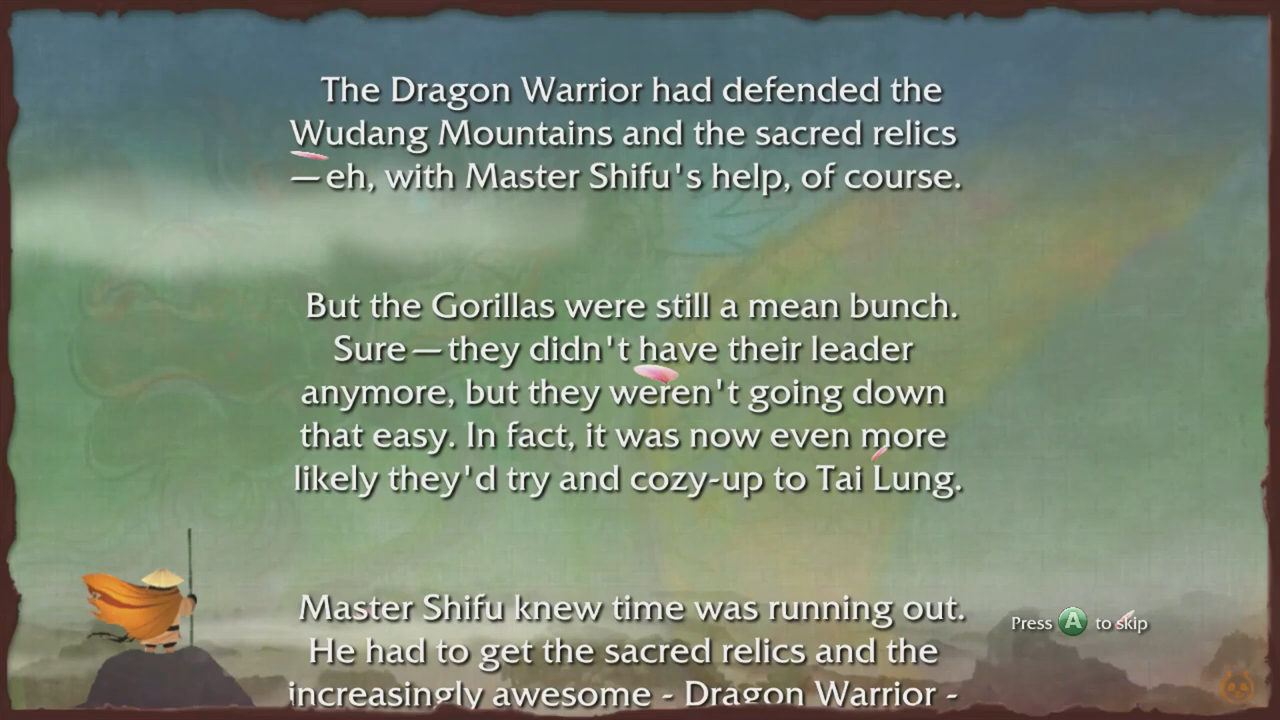 The Dragon Warrior had defended the
Wudang Mountains and the sacred relics
—eh, with Master Shifu's help, of course.
But the Gorillas were still a mean bunch.
Sure—they didn't have their leader
anymore, but they weren't going down
that easy. In fact, it was now even more
likely they'd try and cozy-up to Tai Lung.
Master Shifu knew time was running out.
He had to get the sacred relics and the
increasingly awesome - Dragon Warrior -
Press A to skip